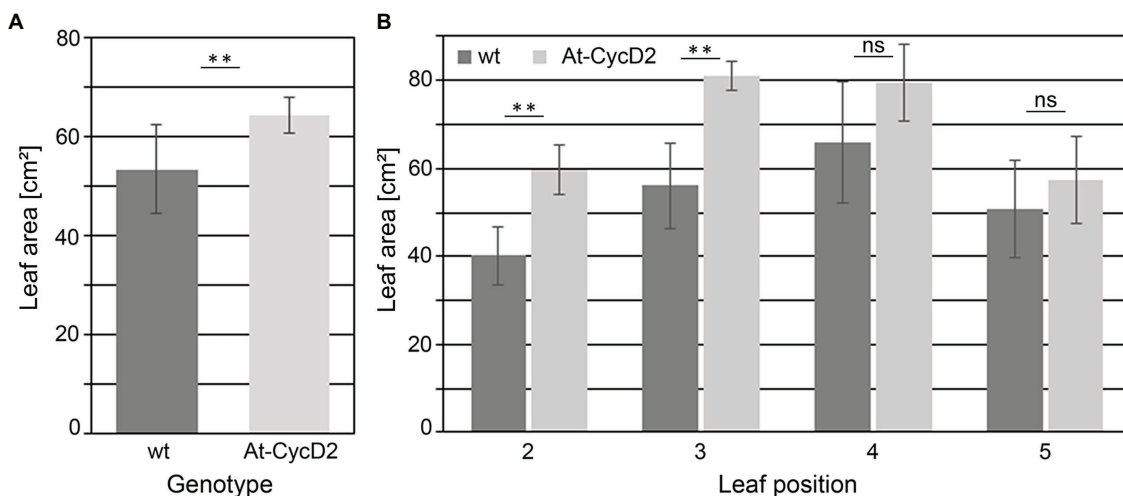 A
80
60
40
20
0
Leaf area [cm²]
**
wt
At-CycD2
Genotype
B
wt
At-CycD2
80
60
40
20
0
Leaf area [cm²]
**
**
ns
ns
2
3
4
5
Leaf position